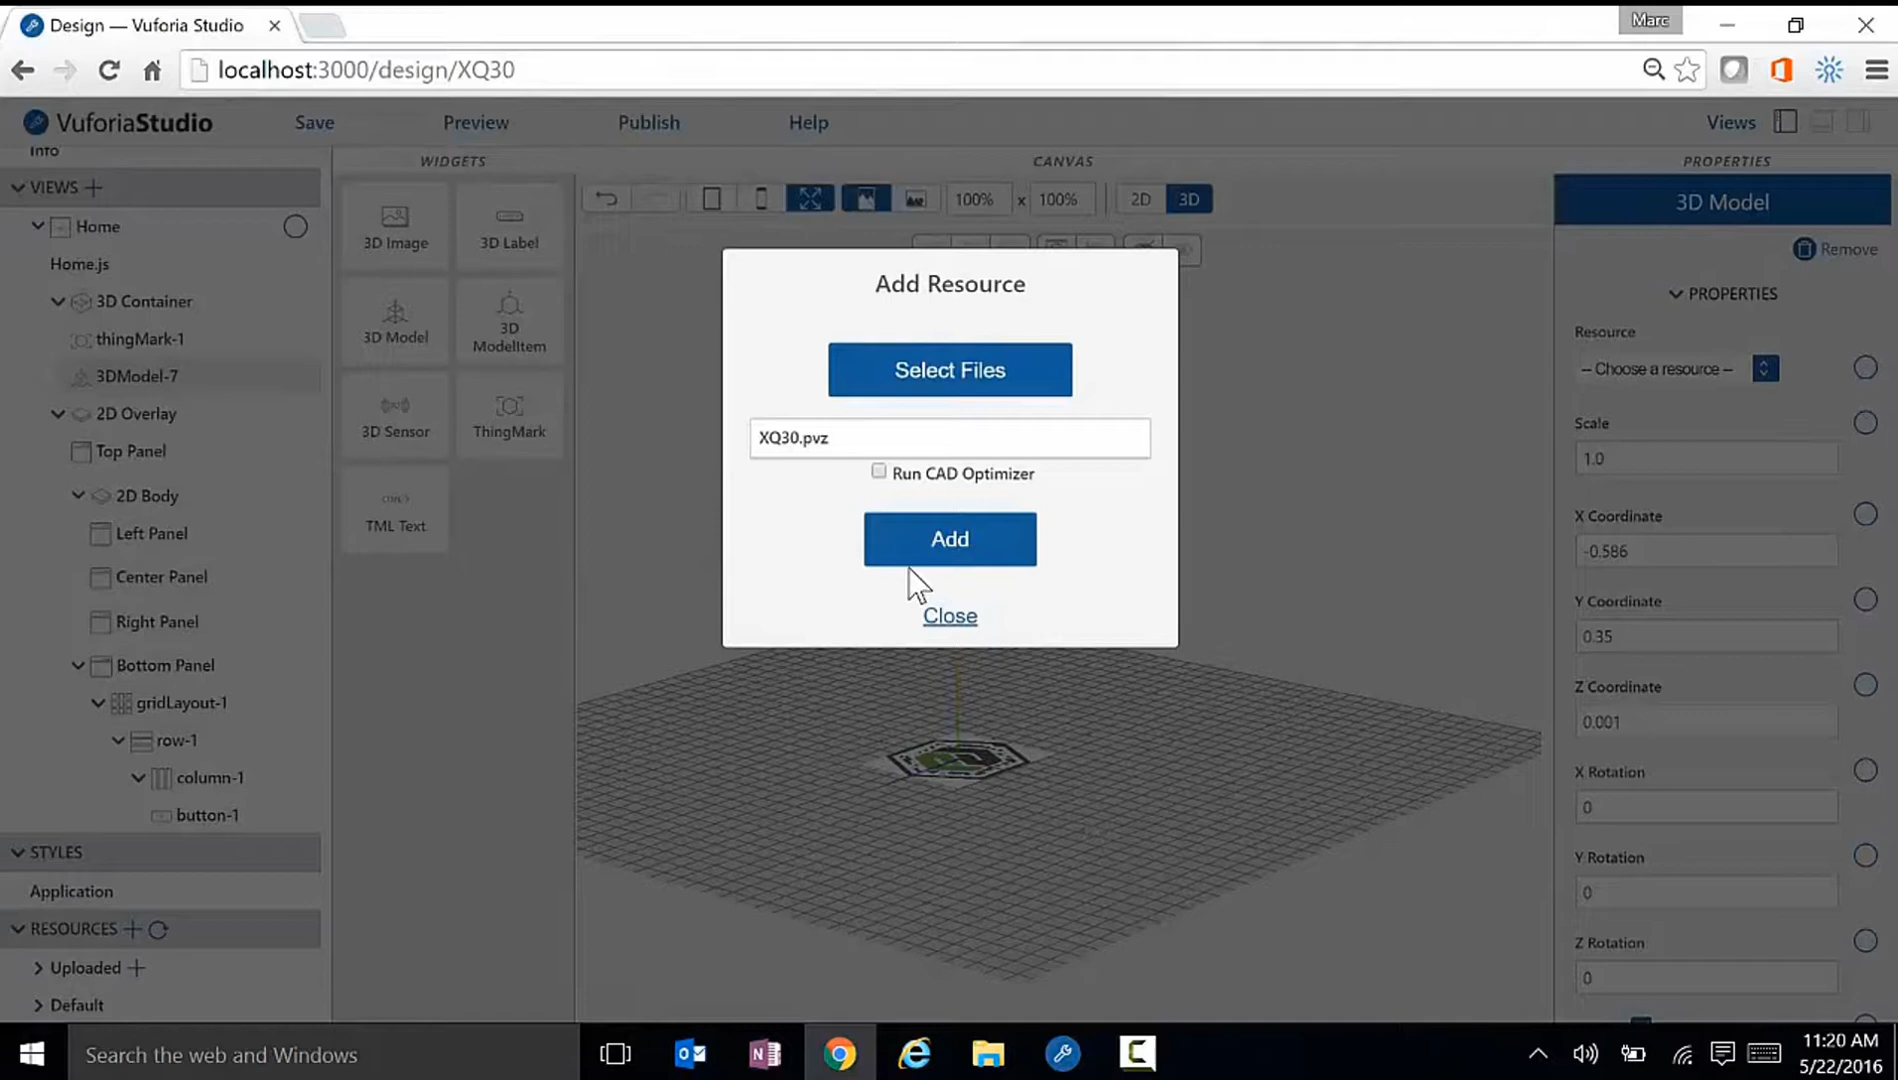 Design — Vuforia Studio
Marc
localhost:3000/design/XQ30
VuforiaStudio
Save
Preview
Publish
Help
Views
Info
VIEWS
Home
Home.js
3D Container
thingMark-1
3DModel-7
2D Overlay
Top Panel
2D Body
Left Panel
Center Panel
Right Panel
Bottom Panel
gridLayout-1
row-1
column-1
button-1
STYLES
Application
RESOURCES
Uploaded
Default
WIDGETS
3D Image
3D Label
3D Model
3D
ModelItem
3D Sensor
ThingMark
TML Text
CANVAS
100% x 100%
2D
3D
Add Resource
Select Files
XQ30.pvz
Run CAD Optimizer
Add
Close
PROPERTIES
3D Model
Remove
PROPERTIES
Resource
-- Choose a resource --
Scale
1.0
X Coordinate
-0.586
Y Coordinate
0.35
Z Coordinate
0.001
X Rotation
0
Y Rotation
0
Z Rotation
0
Search the web and Windows
11:20 AM
5/22/2016